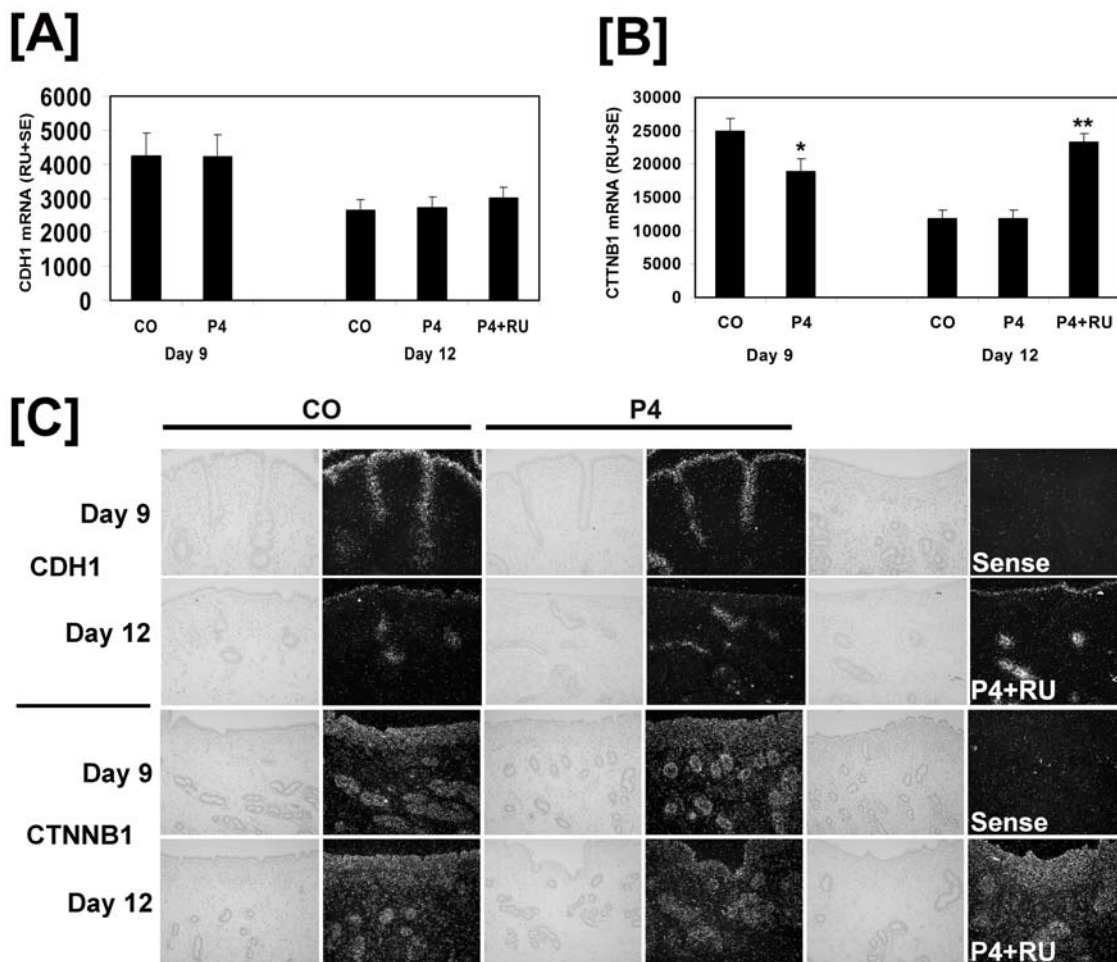 [A]
CDH1 mRNA (RU+SE)
6000
5000
4000
3000
2000
1000
0
CO P4 CO P4 P4+RU
Day 9 Day 12
[B]
CTTNB1 mRNA (RU+SE)
30000
25000
20000
15000
10000
5000
0
*
**
CO P4 CO P4 P4+RU
Day 9 Day 12
[C]
CO P4
Day 9
CDH1
Sense
Day 12
P4+RU
Day 9
CTNNB1
Sense
Day 12
P4+RU